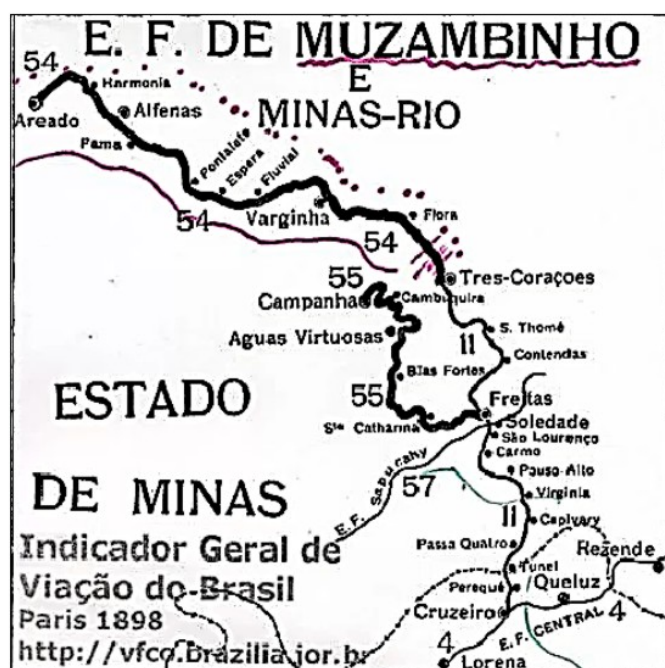 E. F. DE MUZAMBINHO
E
MINAS-RIO
54
Harmonia
Areado
Alfenas
Pama
Pontalete
Espera
Fluvial
54
Varginha
Flora
54
55
Tres-Coraçoes
Campanha
Cambuquira
Aguas Virtuosas
11
S. Thomé
Contendas
Bias Fortes
55
Freitas
ESTADO
Sta Catharina
Soledade
São Lourenço
Carmo
E. F. Sapucahy
57
Pouso-Alto
DE MINAS
Virginia
11
Capivary
Indicador Geral de
Viação do Brasil
Paris 1898
http://vfco.Brazilia.jor.br
Passa Quatro
Rezende
Tunel
Perequê
Queluz
Cruzeiro
E.F. CENTRAL
4
4
Lorena